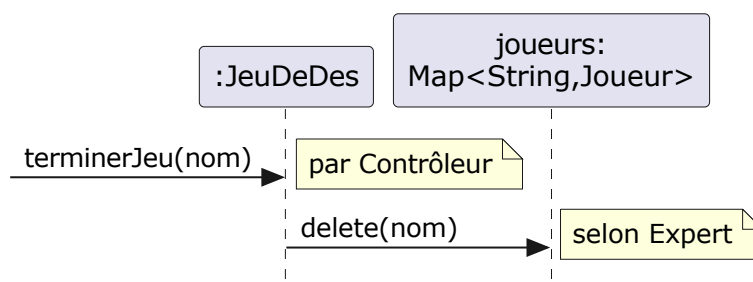 :JeuDeDes
joueurs:
Map<String,Joueur>
terminerJeu(nom)
par Contrôleur
delete(nom)
selon Expert